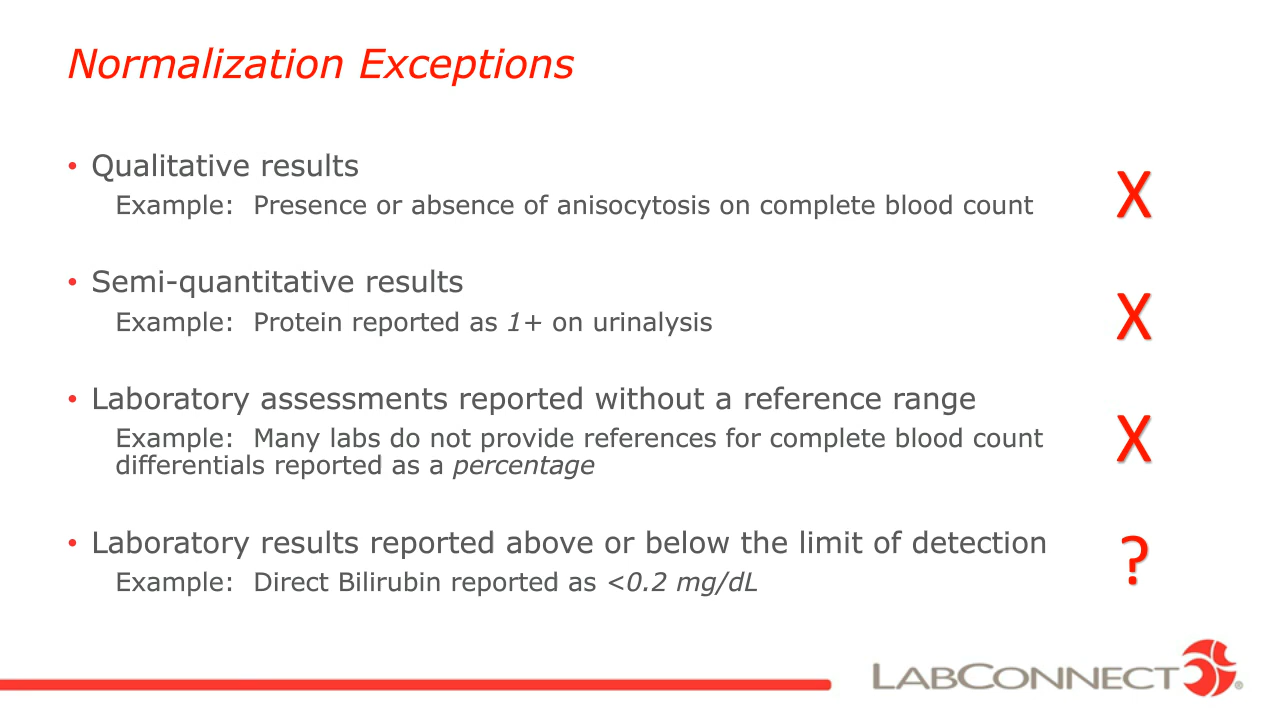 Normalization Exceptions
• Qualitative results
Example:  Presence or absence of anisocytosis on complete blood count
X
• Semi-quantitative results
Example:  Protein reported as 1+ on urinalysis
X
• Laboratory assessments reported without a reference range
Example:  Many labs do not provide references for complete blood count
differentials reported as a percentage
X
• Laboratory results reported above or below the limit of detection
Example:  Direct Bilirubin reported as <0.2 mg/dL
?
LABCONNECT®